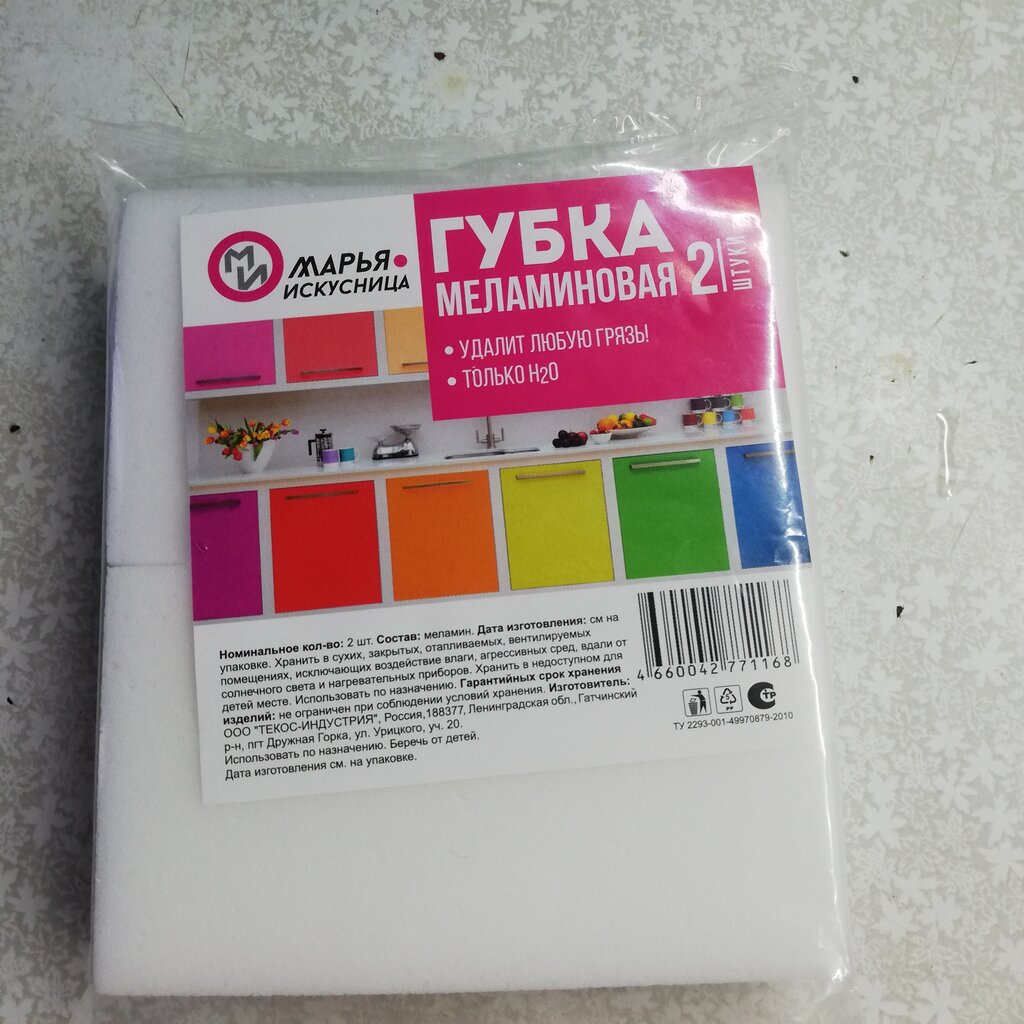 МИ
МАРЬЯ
ИСКУСНИЦА
ГУБКА
МЕЛАМИНОВАЯ 2 ШТУКИ
• УДАЛИТ ЛЮБУЮ ГРЯЗЬ!
• ТОЛЬКО H2O
Номинальное кол-во: 2 шт. Состав: меламин. Дата изготовления: см на
упаковке. Хранить в сухих, закрытых, отапливаемых, вентилируемых
помещениях, исключающих воздействие влаги, агрессивных сред, вдали от
солнечного света и нагревательных приборов. Хранить в недоступном для
детей месте. Использовать по назначению. Гарантийных срок хранения
изделий: не ограничен при соблюдении условий хранения. Изготовитель:
ООО "ТЕКОС-ИНДУСТРИЯ", Россия,188377, Ленинградская обл., Гатчинский
р-н, пгт Дружная Горка, ул. Урицкого, уч. 20.
Использовать по назначению. Беречь от детей.
Дата изготовления см. на упаковке.
4 660042 771168
5
PP
СТР
ТУ 2293-001-49970879-2010